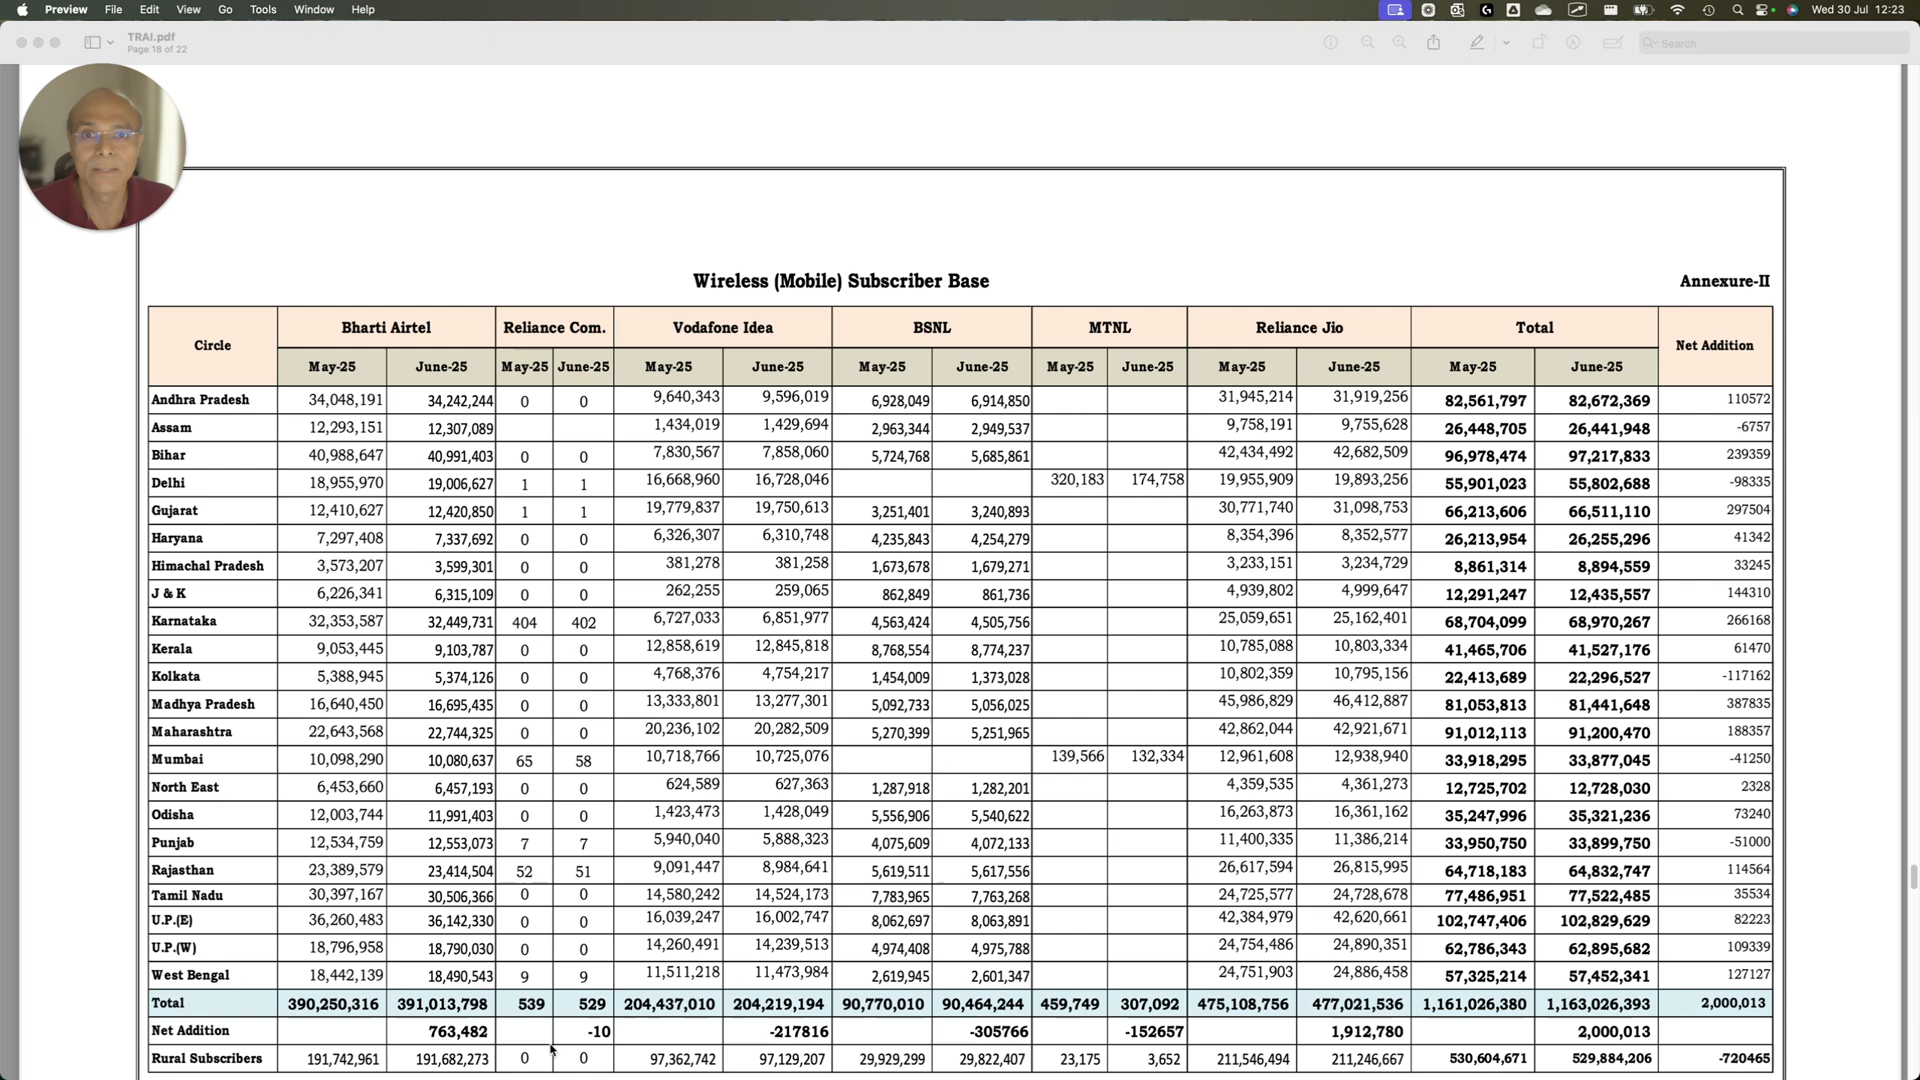 Preview File Edit View Go Tools Window Help Wed 30 Jul 12:23
TRAI.pdf
Page 18 of 22
Search
Wireless (Mobile) Subscriber Base Annexure-II
Circle Bharti Airtel Reliance Com. Vodafone Idea BSNL MTNL Reliance Jio Total Net Addition
May-25 June-25 May-25 June-25 May-25 June-25 May-25 June-25 May-25 June-25 May-25 June-25 May-25 June-25
Andhra Pradesh 34,048,191 34,242,244 0 0 9,640,343 9,596,019 6,928,049 6,914,850 31,945,214 31,919,256 82,561,797 82,672,369 110572
Assam 12,293,151 12,307,089 1,434,019 1,429,694 2,963,344 2,949,537 9,758,191 9,755,628 26,448,705 26,441,948 -6757
Bihar 40,988,647 40,991,403 0 0 7,830,567 7,858,060 5,724,768 5,685,861 42,434,492 42,682,509 96,978,474 97,217,833 239359
Delhi 18,955,970 19,006,627 1 1 16,668,960 16,728,046 320,183 174,758 19,955,909 19,893,256 55,901,023 55,802,688 -98335
Gujarat 12,410,627 12,420,850 1 1 19,779,837 19,750,613 3,251,401 3,240,893 30,771,740 31,098,753 66,213,606 66,511,110 297504
Haryana 7,297,408 7,337,692 0 0 6,326,307 6,310,748 4,235,843 4,254,279 8,354,396 8,352,577 26,213,954 26,255,296 41342
Himachal Pradesh 3,573,207 3,599,301 0 0 381,278 381,258 1,673,678 1,679,271 3,233,151 3,234,729 8,861,314 8,894,559 33245
J & K 6,226,341 6,315,109 0 0 262,255 259,065 862,849 861,736 4,939,802 4,999,647 12,291,247 12,435,557 144310
Karnataka 32,353,587 32,449,731 404 402 6,727,033 6,851,977 4,563,424 4,505,756 25,059,651 25,162,401 68,704,099 68,970,267 266168
Kerala 9,053,445 9,103,787 0 0 12,858,619 12,845,818 8,768,554 8,774,237 10,785,088 10,803,334 41,465,706 41,527,176 61470
Kolkata 5,388,945 5,374,126 0 0 4,768,376 4,754,217 1,454,009 1,373,028 10,802,359 10,795,156 22,413,689 22,296,527 -117162
Madhya Pradesh 16,640,450 16,695,435 0 0 13,333,801 13,277,301 5,092,733 5,056,025 45,986,829 46,412,887 81,053,813 81,441,648 387835
Maharashtra 22,643,568 22,744,325 0 0 20,236,102 20,282,509 5,270,399 5,251,965 42,862,044 42,921,671 91,012,113 91,200,470 188357
Mumbai 10,098,290 10,080,637 65 58 10,718,766 10,725,076 139,566 132,334 12,961,608 12,938,940 33,918,295 33,877,045 -41250
North East 6,453,660 6,457,193 0 0 624,589 627,363 1,287,918 1,282,201 4,359,535 4,361,273 12,725,702 12,728,030 2328
Odisha 12,003,744 11,991,403 0 0 1,423,473 1,428,049 5,556,906 5,540,622 16,263,873 16,361,162 35,247,996 35,321,236 73240
Punjab 12,534,759 12,553,073 7 7 5,940,040 5,888,323 4,075,609 4,072,133 11,400,335 11,386,214 33,950,750 33,899,750 -51000
Rajasthan 23,389,579 23,414,504 52 51 9,091,447 8,984,641 5,619,511 5,617,556 26,617,594 26,815,995 64,718,183 64,832,747 114564
Tamil Nadu 30,397,167 30,506,366 0 0 14,580,242 14,524,173 7,783,965 7,763,268 24,725,577 24,728,678 77,486,951 77,522,485 35534
U.P.(E) 36,260,483 36,142,330 0 0 16,039,247 16,002,747 8,062,697 8,063,891 42,384,979 42,620,661 102,747,406 102,829,629 82223
U.P.(W) 18,796,958 18,790,030 0 0 14,260,491 14,239,513 4,974,408 4,975,788 24,754,486 24,890,351 62,786,343 62,895,682 109339
West Bengal 18,442,139 18,490,543 9 9 11,511,218 11,473,984 2,619,945 2,601,347 24,751,903 24,886,458 57,325,214 57,452,341 127127
Total 390,250,316 391,013,798 539 529 204,437,010 204,219,194 90,770,010 90,464,244 459,749 307,092 475,108,756 477,021,536 1,161,026,380 1,163,026,393 2,000,013
Net Addition 763,482 -10 -217816 -305766 -152657 1,912,780 2,000,013
Rural Subscribers 191,742,961 191,682,273 0 0 97,362,742 97,129,207 29,929,299 29,822,407 23,175 3,652 211,546,494 211,246,667 530,604,671 529,884,206 -720465